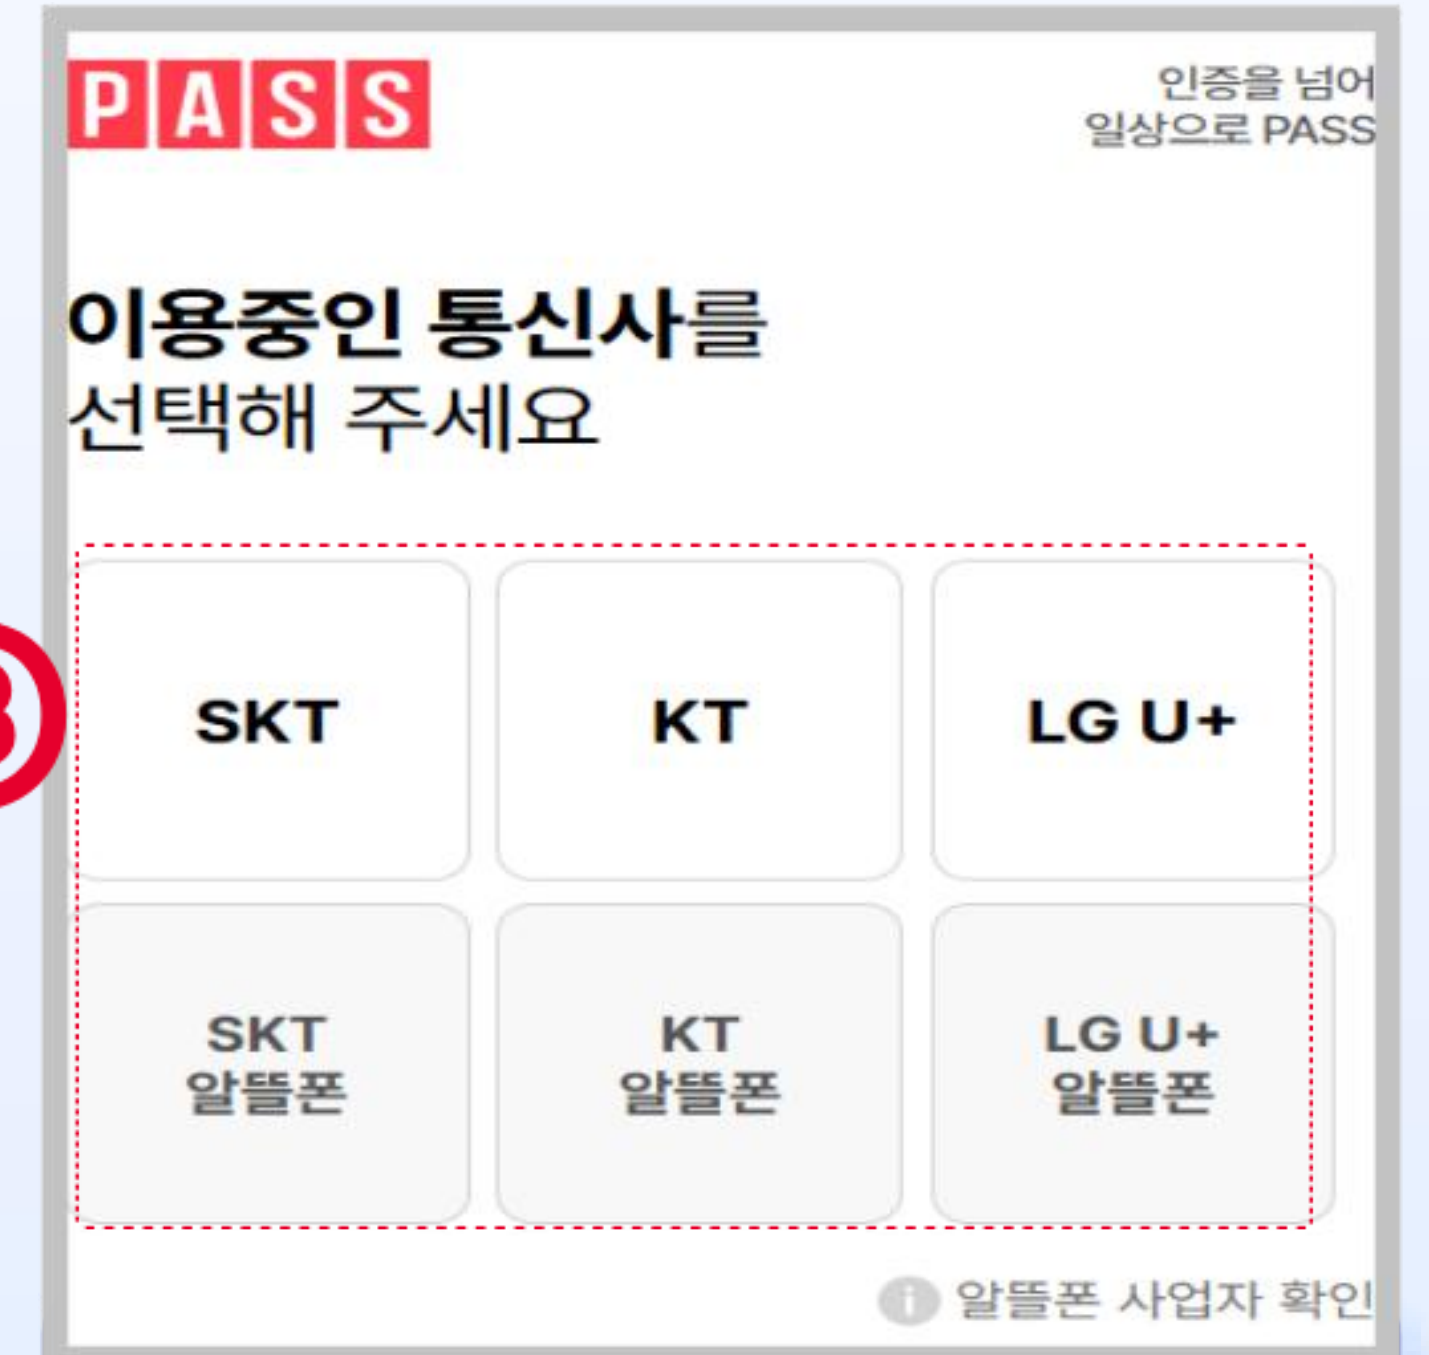 PASS
인증을 넘어
일상으로 PASS
이용중인 통신사를
선택해 주세요
SKT
KT
LG U+
SKT
알뜰폰
KT
알뜰폰
LG U+
알뜰폰
알뜰폰 사업자 확인